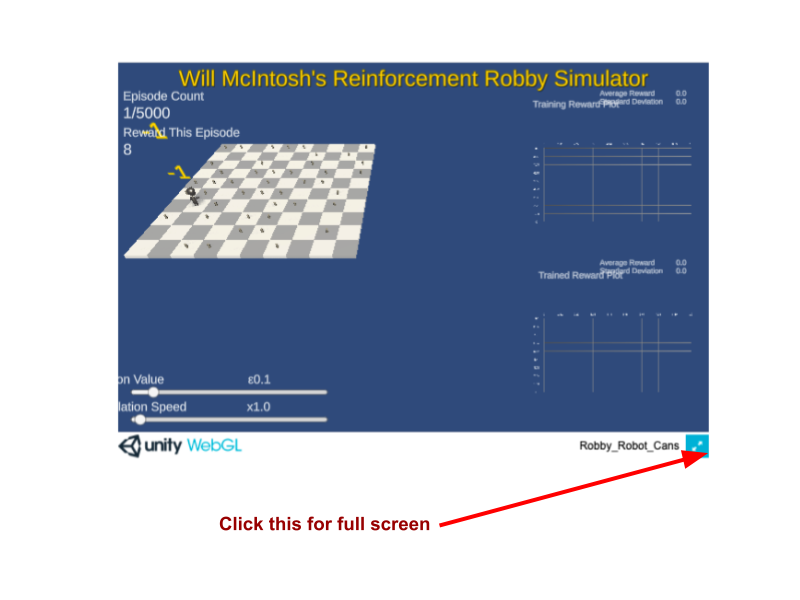 Will McIntosh's Reinforcement Robby Simulator
Episode Count
1/5000
Reward This Episode
8
-1
-1
Average Reward 0.0
Standard Deviation 0.0
Training Reward Plot
Average Reward 0.0
Standard Deviation 0.0
Trained Reward Plot
on Value ε0.1
lation Speed x1.0
unity WebGL
Robby_Robot_Cans
Click this for full screen